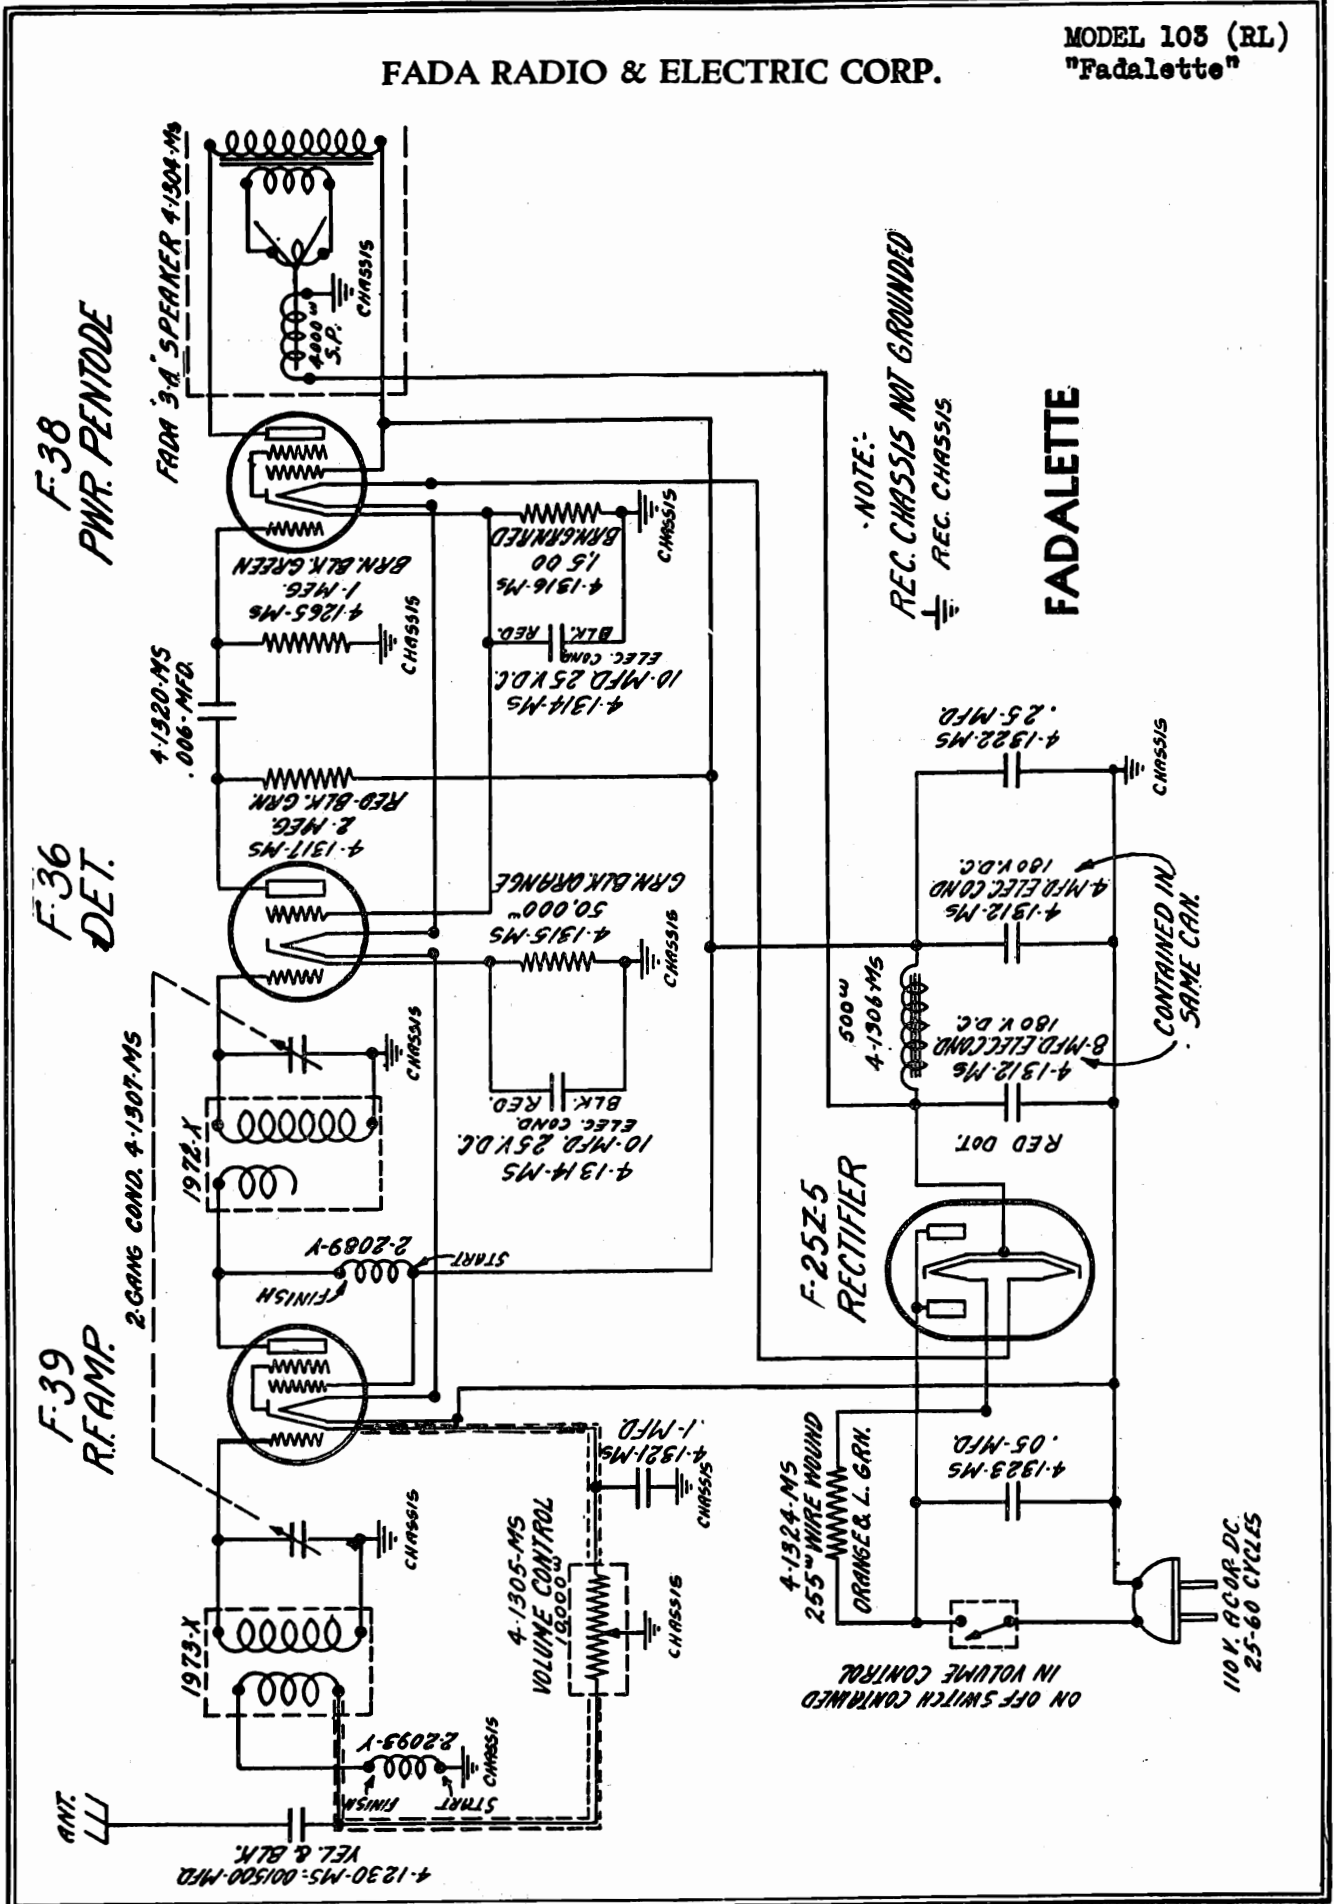 MODEL 103 (RL)
"Fadalette"
FADA RADIO & ELECTRIC CORP.
F-38
PWR. PENTODE
FADA "3-A" SPEAKER 4-1304-Ms
4000 ω
S.P.
CHASSIS
BRN. BLK. GREEN
1-MEG.
4-1265-Ms
CHASSIS
BRN.GRN.RED
1,500
4-1316-Ms
CHASSIS
BLK. RED.
ELEC. COND.
10-MFD. 25 V.D.C.
4-1314-MS
4-1320-MS
.006-MFD.
RED-BLK. GRN.
2-MEG.
4-1317-MS
F-36
DET.
GRN. BLK. ORANGE
50,000 ω
4-1315-MS
CHASSIS
BLK. RED.
ELEC. COND.
10-MFD. 25 V.D.C.
4-1314-MS
2-GANG COND. 4-1307-MS
CHASSIS
1972-X
2-2089-Y
START
FINISH
F-39
R.F. AMP.
CHASSIS
1973-X
2-2093-Y
CHASSIS
FINISH
START
ANT.
YEL & BLK.
4-1230-MS-.001500-MFD
4-1305-MS
VOLUME CONTROL
10,000 ω
CHASSIS
.1-MFD.
4-1321-Ms
CHASSIS
-NOTE:-
REC. CHASSIS NOT GROUNDED
REC. CHASSIS.
FADALETTE
.25-MFD.
4-1322-MS
CHASSIS
180 V.D.C.
4-MFD.ELEC COND
4-1312-Ms
500 ω
4-1306-Ms
180 V. D.C.
8-MFD.ELEC.COND
4-1312-Ms
CONTAINED IN
SAME CAN.
RED DOT.
F-25Z-5
RECTIFIER
4-1324-MS
255 ω WIRE WOUND
ORANGE & L. GRN.
.05-MFD.
4-1323-MS
ON OFF SWITCH CONTAINED
IN VOLUME CONTROL
110 V. AC OR DC.
25-60 CYCLES